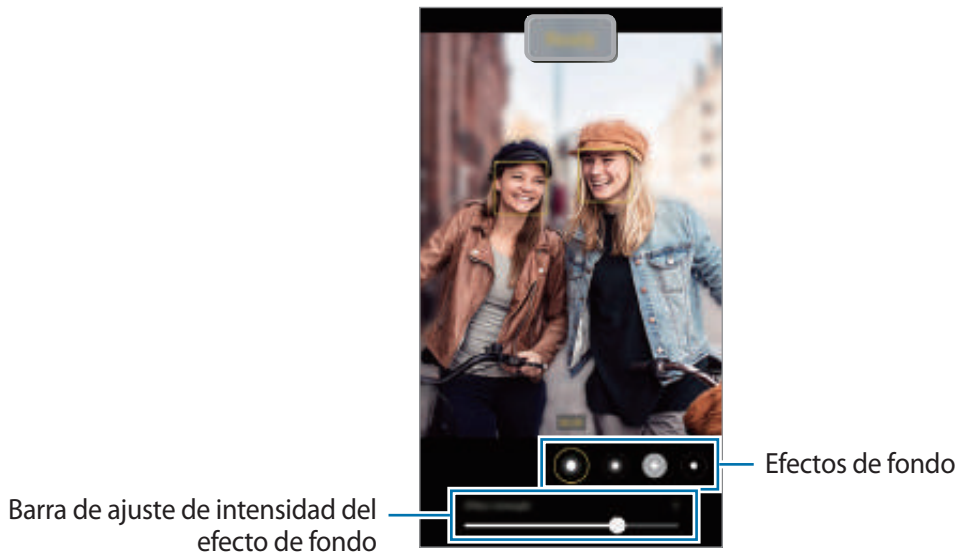 Efectos de fondo
Barra de ajuste de intensidad del
efecto de fondo